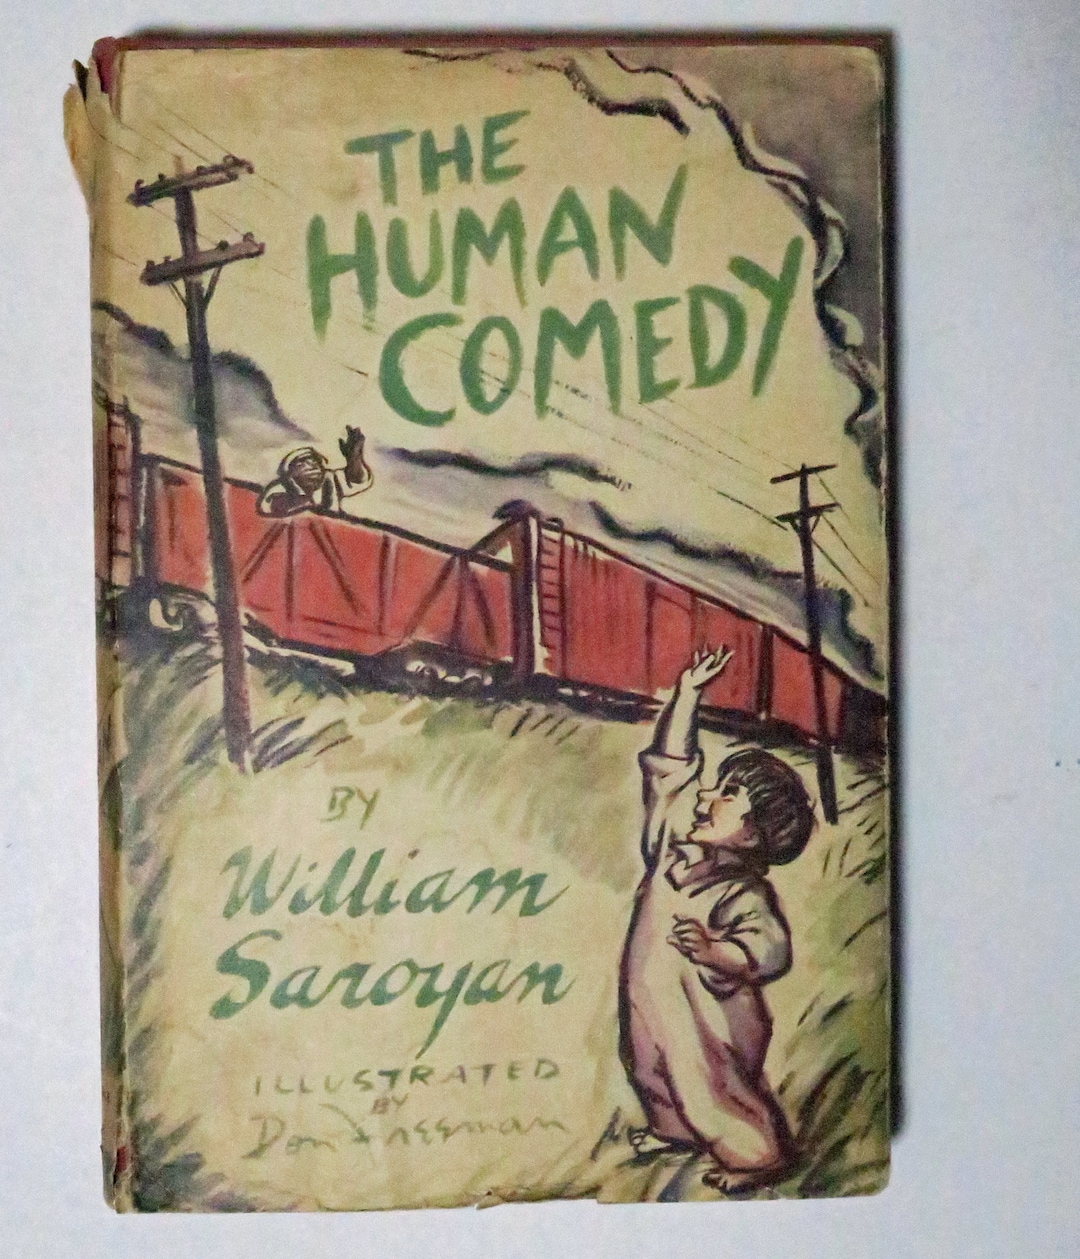 THE
HUMAN
COMEDY
BY
William
Saroyan
ILLUSTRATED
BY
Don Freeman